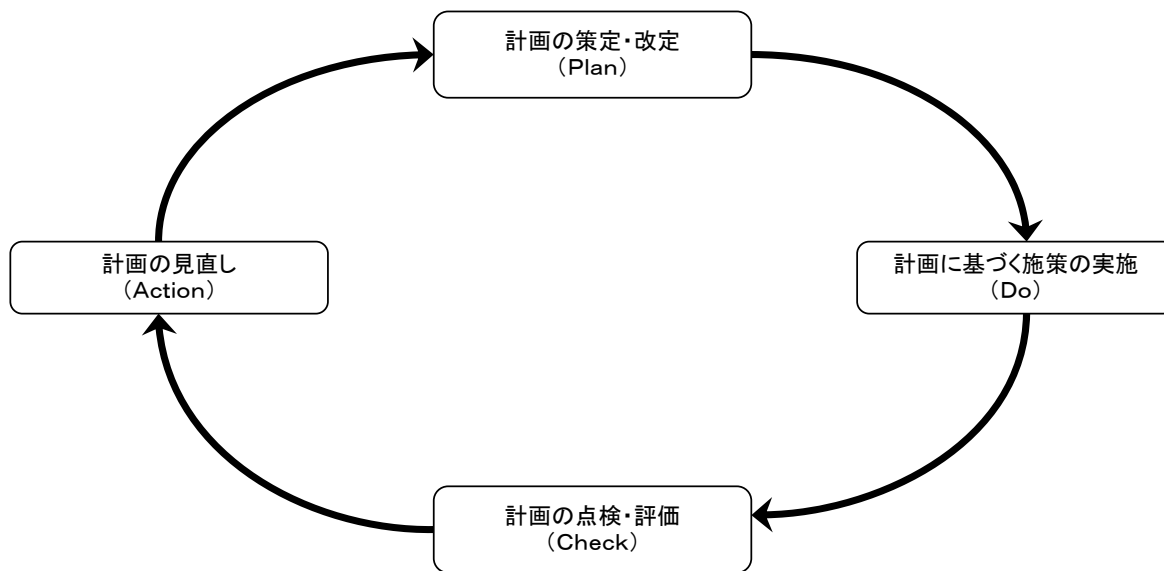 計画の策定・改定
（Plan）
計画の見直し
（Action）
計画に基づく施策の実施
（Do）
計画の点検・評価
（Check）